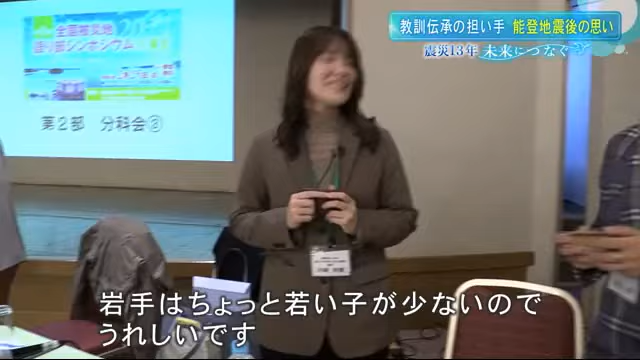 教訓伝承の担い手 能登地震後の思い
震災13年 未来につなぐ
全国被災地
語り部シンポジウム
第2部 分科会③
岩手はちょっと若い子が少ないので
うれしいです